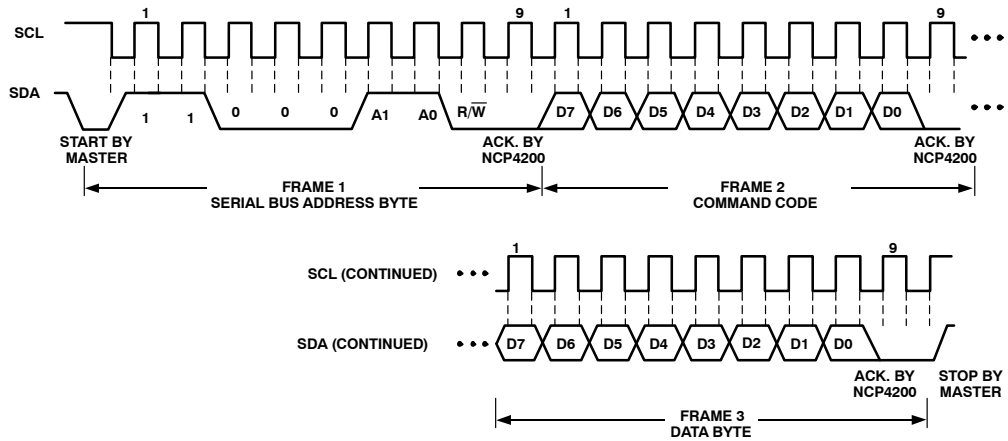 1 9 1 9
SCL
SDA
1 1 0 0 0 A1 A0 R/W̅ D7 D6 D5 D4 D3 D2 D1 D0
START BY
MASTER
ACK. BY
NCP4200
ACK. BY
NCP4200
FRAME 1
SERIAL BUS ADDRESS BYTE
FRAME 2
COMMAND CODE
1 9
SCL (CONTINUED)
SDA (CONTINUED)
D7 D6 D5 D4 D3 D2 D1 D0
ACK. BY
NCP4200
STOP BY
MASTER
FRAME 3
DATA BYTE